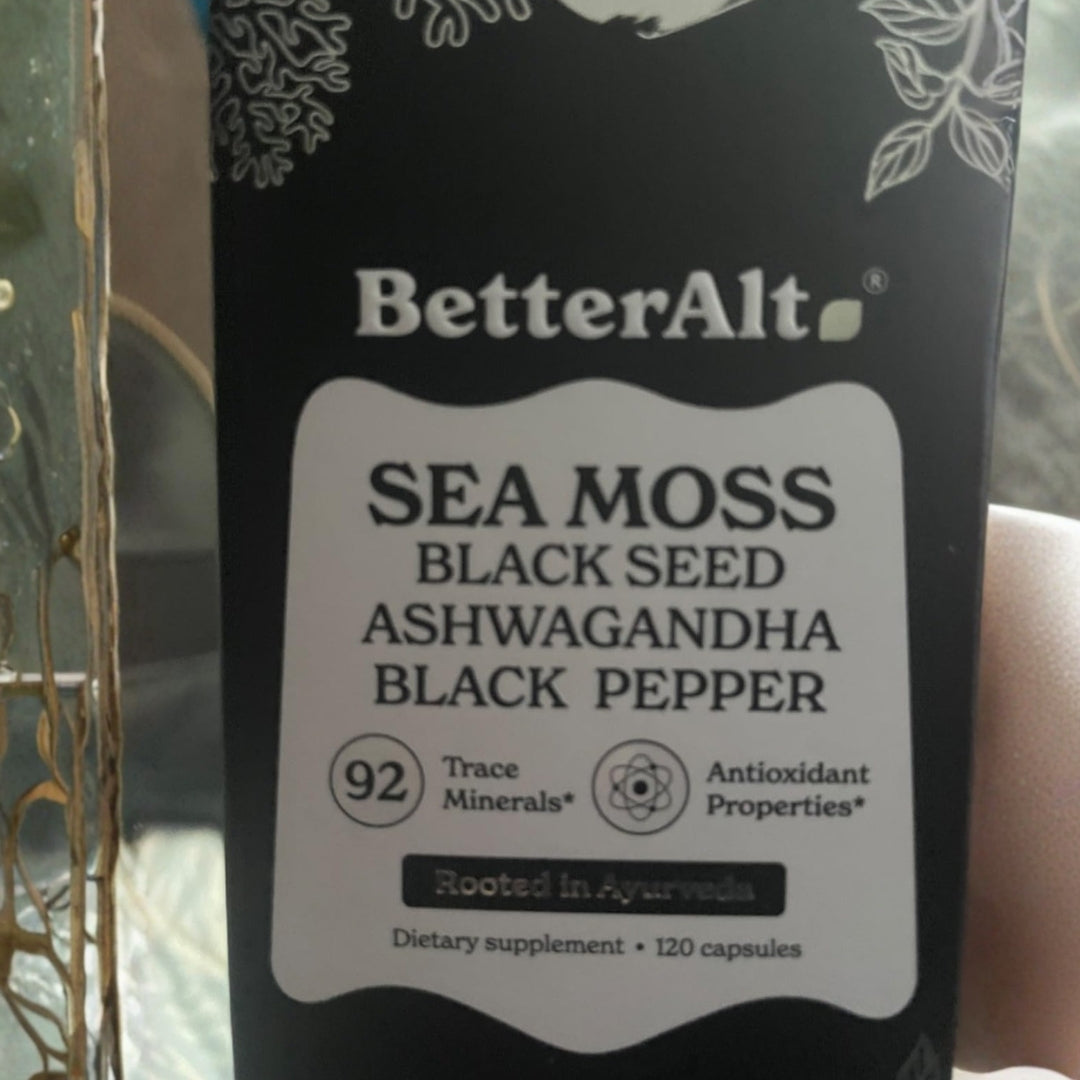 BetterAlt®
SEA MOSS
BLACK SEED
ASHWAGANDHA
BLACK PEPPER
92
Trace
Minerals*
Antioxidant
Properties*
Rooted in Ayurveda
Dietary supplement • 120 capsules